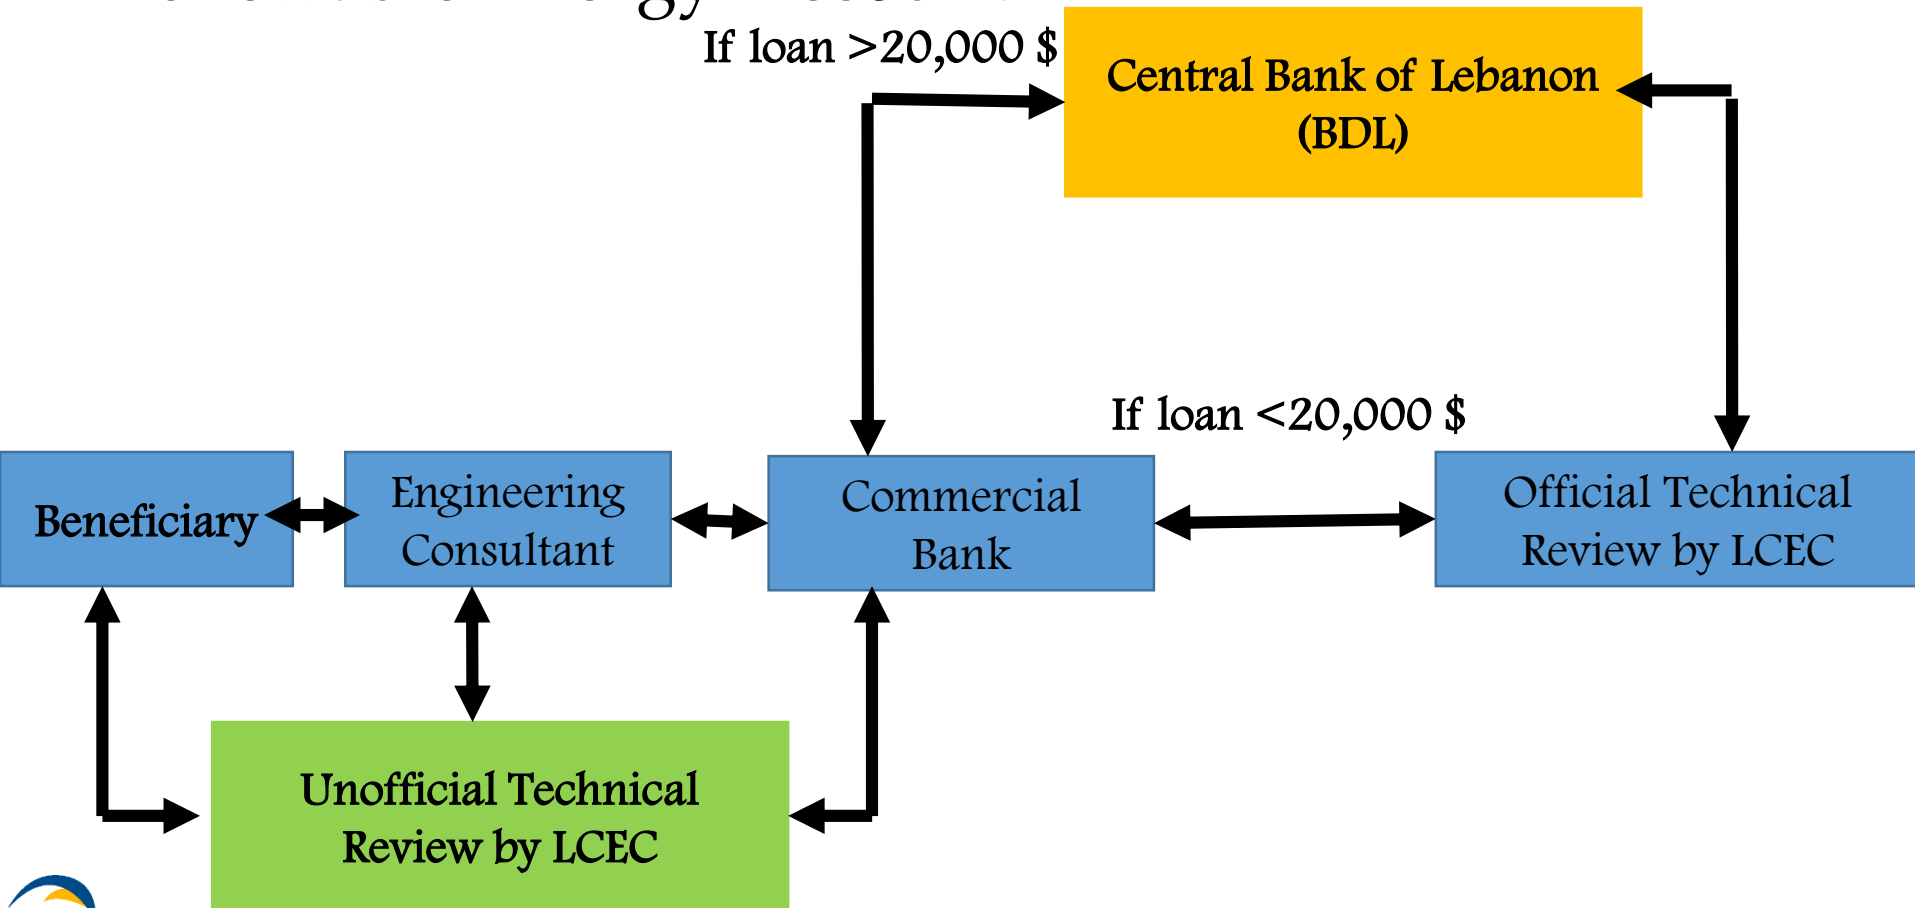 If loan >20,000 $
Central Bank of Lebanon
(BDL)
If loan <20,000 $
Beneficiary
Engineering
Consultant
Commercial
Bank
Official Technical
Review by LCEC
Unofficial Technical
Review by LCEC